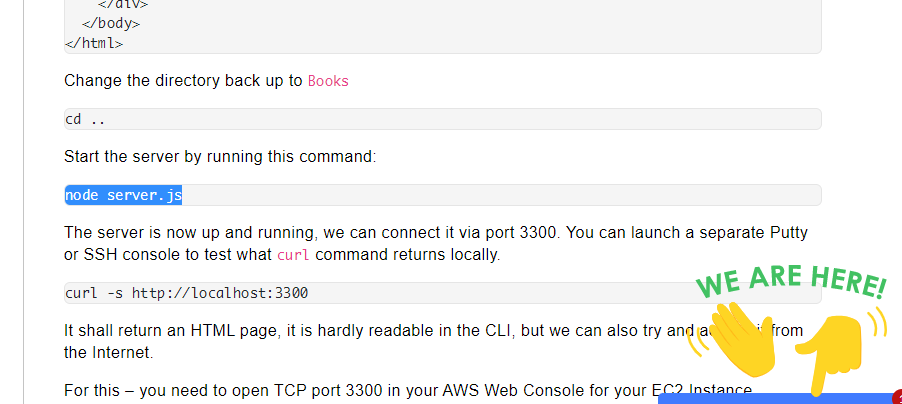 </div>
</body>
</html>
Change the directory back up to Books
cd ..
Start the server by running this command:
node server.js
The server is now up and running, we can connect it via port 3300. You can launch a separate Putty
or SSH console to test what curl command returns locally.
curl -s http://localhost:3300
WE ARE HERE!
It shall return an HTML page, it is hardly readable in the CLI, but we can also try and from
the Internet.
For this – you need to open TCP port 3300 in your AWS Web Console for your EC2 Instance.